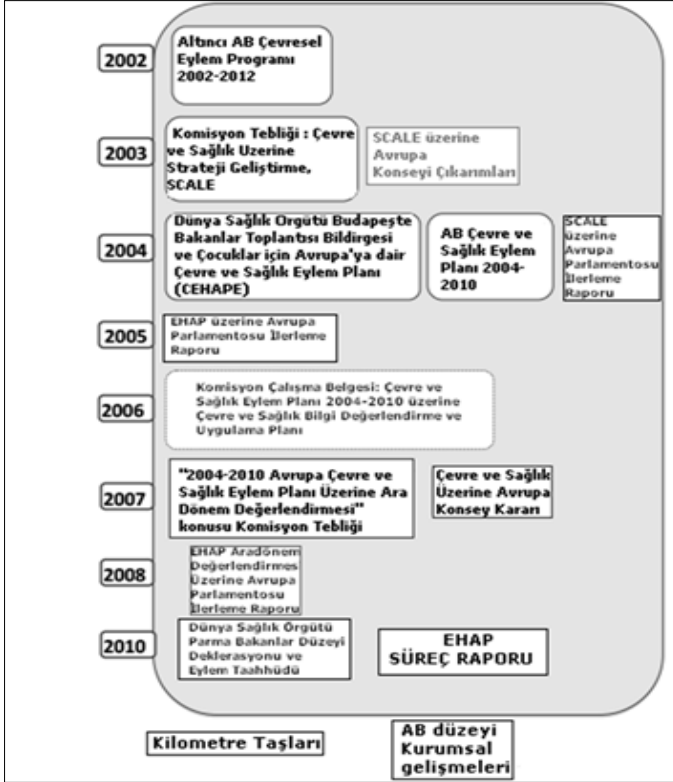 2002
Altıncı AB Çevresel
Eylem Programı
2002-2012
2003
Komisyon Tebliği : Çevre
ve Sağlık Uzerine
Strateji Geliştirme,
SCALE
SCALE üzerine
Avrupa
Konseyi Çıkarımları
2004
Dünya Sağlık Orgütü Budapeşte
Bakanlar Toplantısı Bildirgesi
ve Çocuklar için Avrupa'ya dair
Çevre ve Sağlık Eylem Planı
(CEHAPE)
AB Çevre ve
Sağlık Eylem
Planı 2004-
2010
SCALE
üzerine
Avrupa
Parlamentosu
İlerleme
Raporu
2005
EHAP üzerine Avrupa
Parlamentosu İlerleme
Raporu
2006
Komisyon Çalışma Belgesi: Çevre ve
Sağlık Eylem Planı 2004-2010 üzerine
Çevre ve Sağlık Bilgi Değerlendirme ve
Uygulama Planı
2007
"2004-2010 Avrupa Çevre ve
Sağlık Eylem Planı Üzerine Ara
Dönem Değerlendirmesi"
konusu Komisyon Tebliği
Çevre ve Sağlık
Üzerine Avrupa
Konsey Kararı
2008
EHAP Aradönem
Değerlendirmes
Üzerine Avrupa
Parlamentosu
İlerleme Raporu
2010
Dünya Sağlık Örgütü
Parma Bakanlar Düzeyi
Deklerasyonu ve
Eylem Taahhüdü
EHAP
SÜREÇ RAPORU
Kilometre Taşları
AB düzeyi
Kurumsal
gelişmeleri